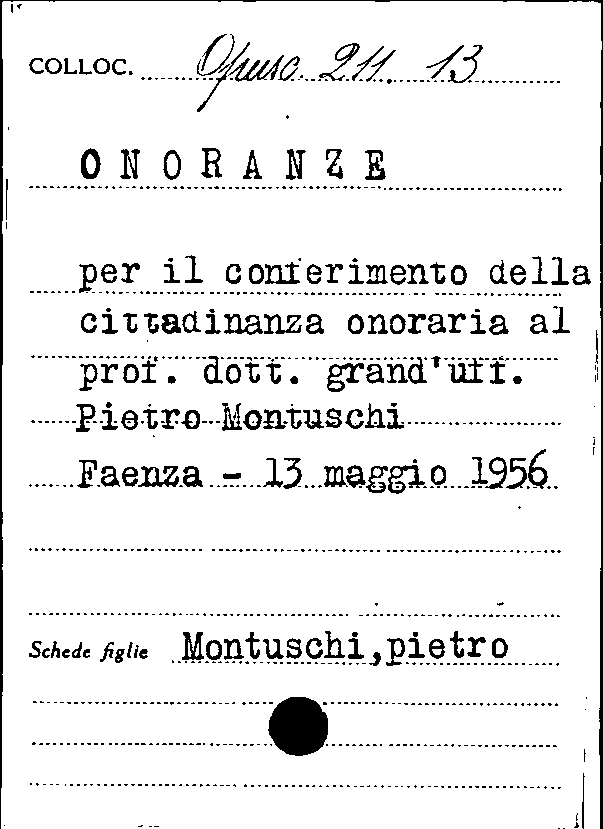 COLLOC. Opusc. 211. 13
ONORANZE
per il conferimento della
cittadinanza onoraria al
prof. dott. grand'uff.
Pietro Montuschi
Faenza - 13 maggio 1956
Schede figlie Montuschi,pietro